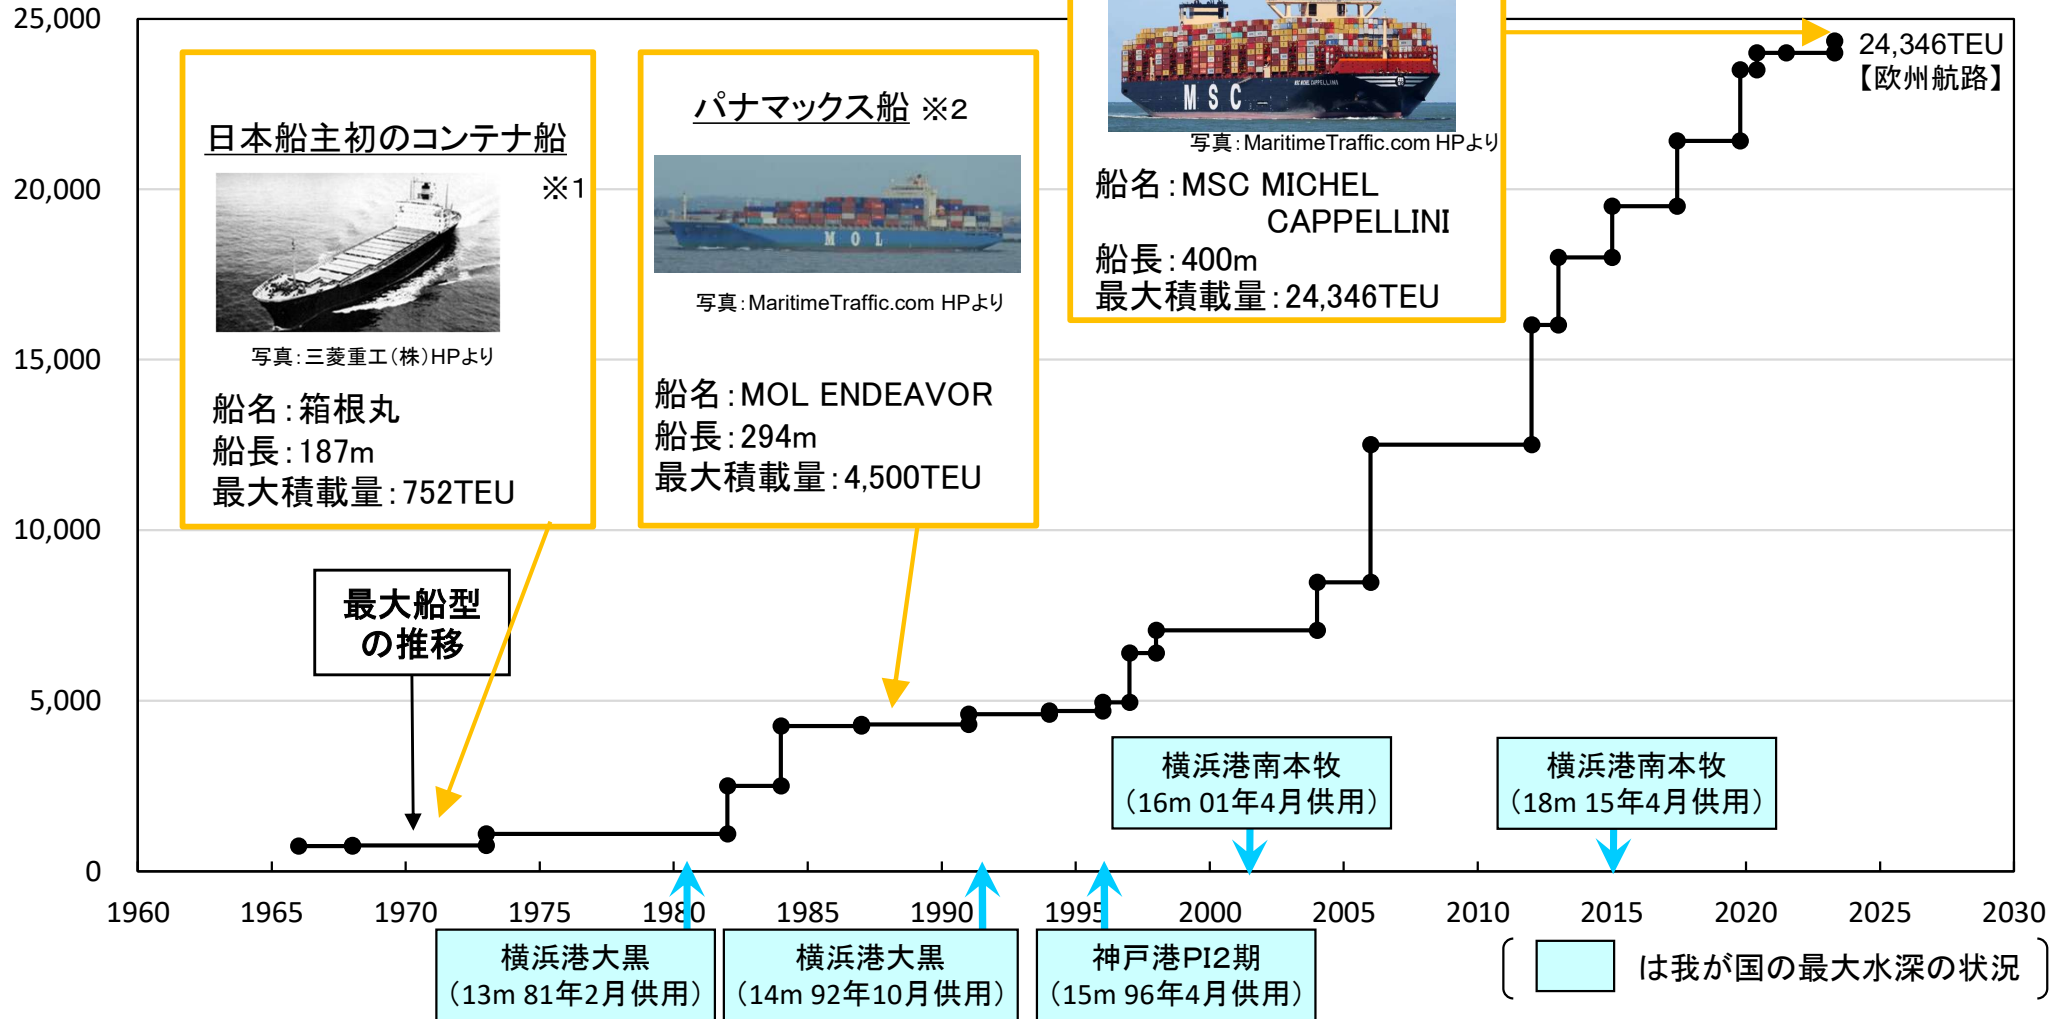 25,000
20,000
15,000
10,000
5,000
0
日本船主初のコンテナ船
※1
写真：三菱重工（株）HPより
船名：箱根丸
船長：187m
最大積載量：752TEU
パナマックス船 ※2
MOL
写真：MaritimeTraffic.com HPより
船名：MOL ENDEAVOR
船長：294m
最大積載量：4,500TEU
MSC
写真：MaritimeTraffic.com HPより
船名：MSC MICHEL
CAPPELLINI
船長：400m
最大積載量：24,346TEU
24,346TEU
【欧州航路】
最大船型
の推移
横浜港南本牧
（16m 01年4月供用）
横浜港南本牧
（18m 15年4月供用）
1960 1965 1970 1975 1980 1985 1990 1995 2000 2005 2010 2015 2020 2025 2030
横浜港大黒
（13m 81年2月供用）
横浜港大黒
（14m 92年10月供用）
神戸港PI2期
（15m 96年4月供用）
は我が国の最大水深の状況